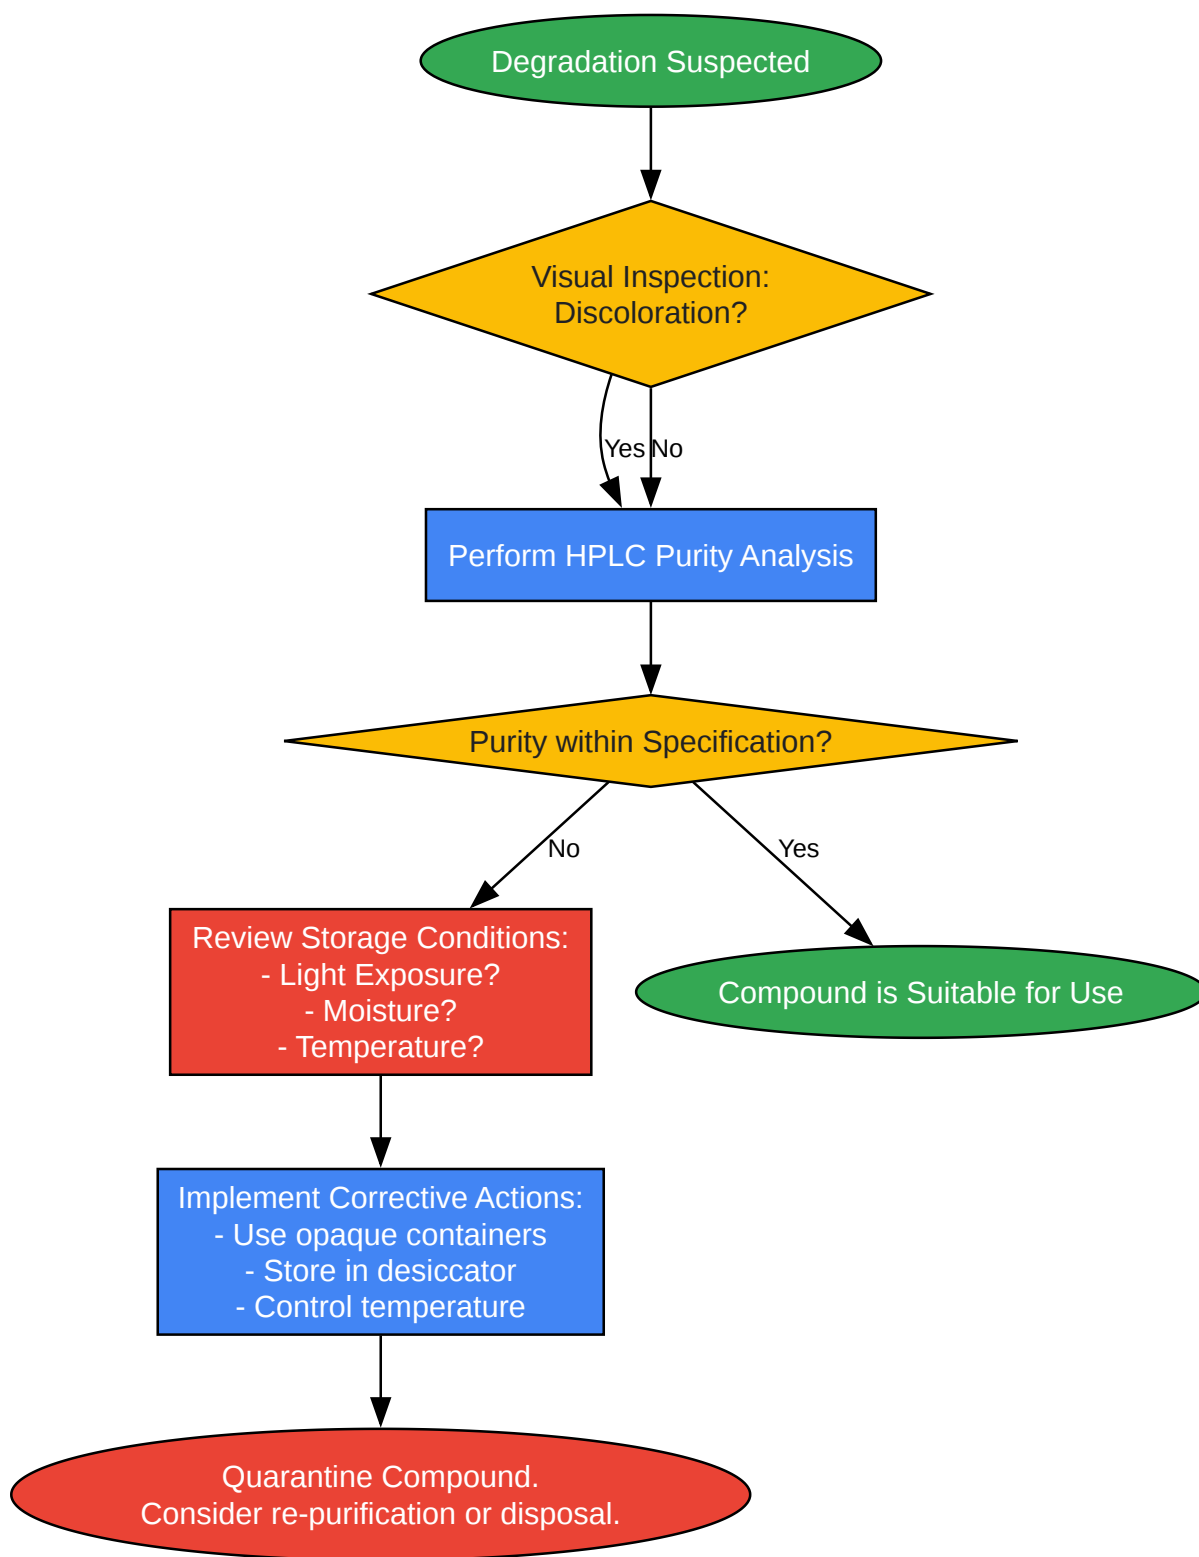 Degradation Suspected
Visual Inspection:
Discoloration?
Yes
No
Perform HPLC Purity Analysis
Purity within Specification?
No
Yes
Review Storage Conditions:
- Light Exposure?
- Moisture?
- Temperature?
Compound is Suitable for Use
Implement Corrective Actions:
- Use opaque containers
- Store in desiccator
- Control temperature
Quarantine Compound.
Consider re-purification or disposal.